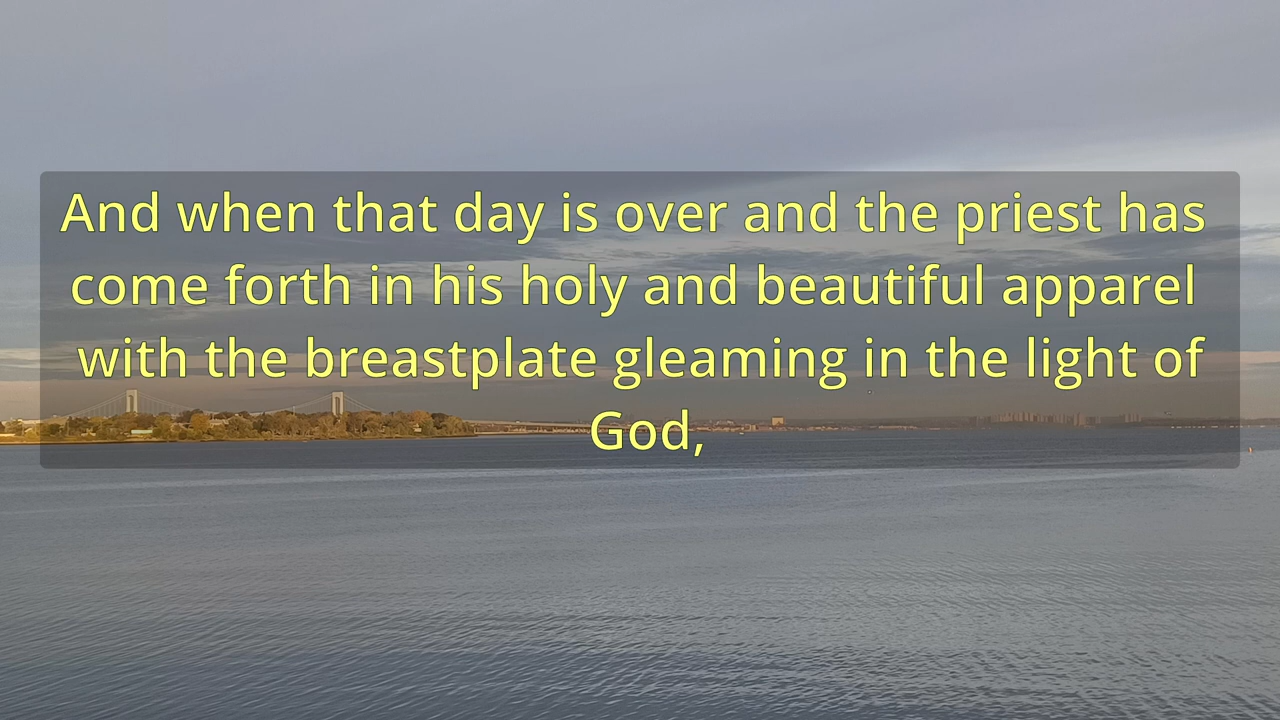 And when that day is over and the priest has
come forth in his holy and beautiful apparel
with the breastplate gleaming in the light of
God,